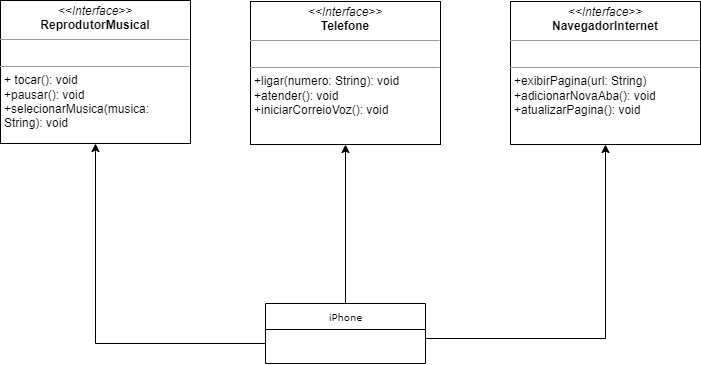 <<Interface>>
ReprodutorMusical
+ tocar(): void
+pausar(): void
+selecionarMusica(musica:
String): void
<<Interface>>
Telefone
+ligar(numero: String): void
+atender(): void
+iniciarCorreioVoz(): void
<<Interface>>
NavegadorInternet
+exibirPagina(url: String)
+adicionarNovaAba(): void
+atualizarPagina(): void
iPhone